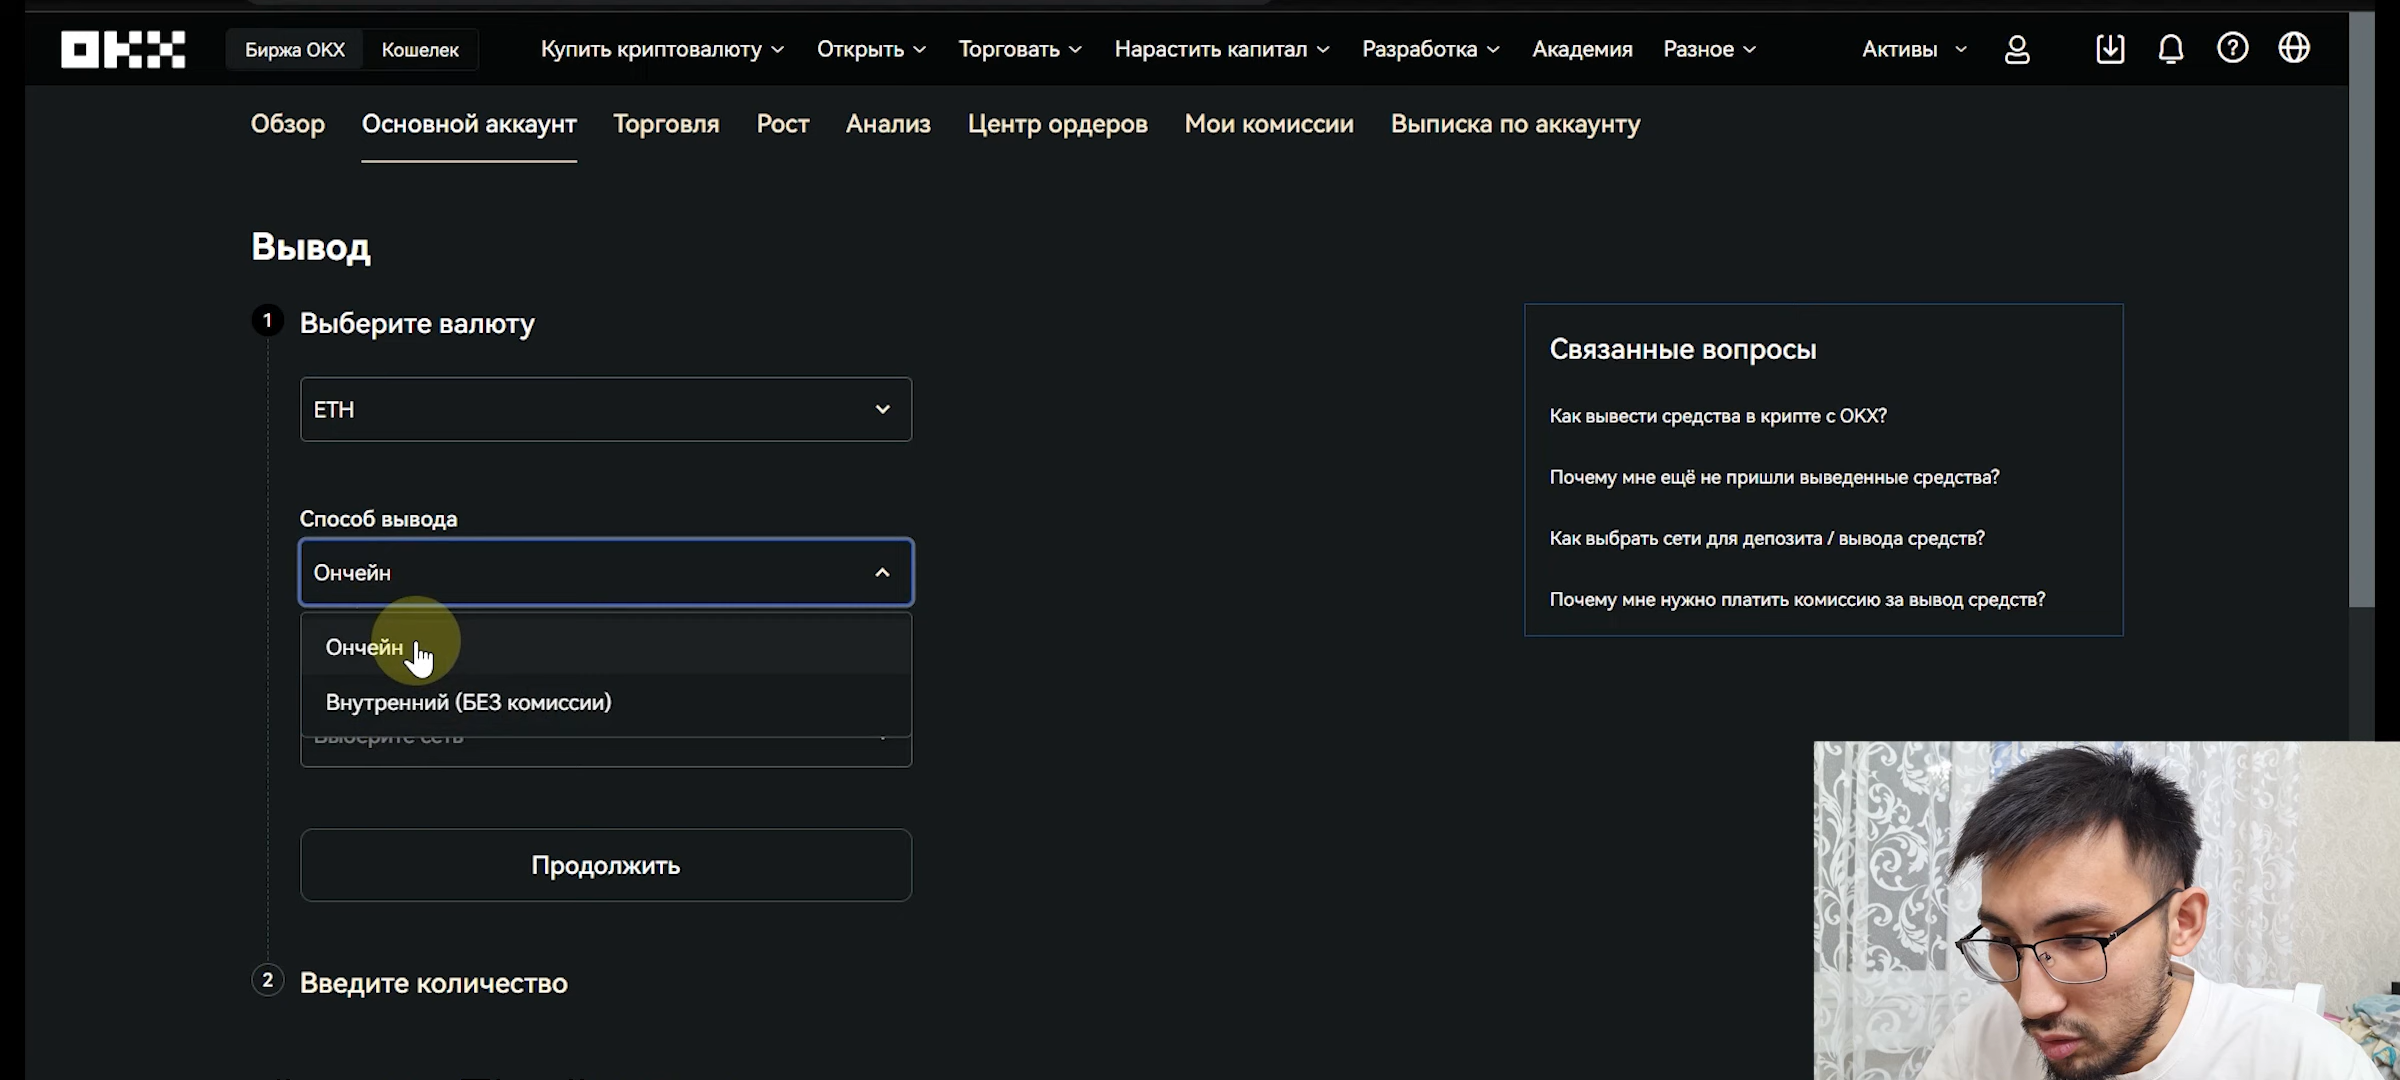 OKX
Биржа OKX Кошелек Купить криптовалюту Открыть Торговать Нарастить капитал Разработка Академия Разное Активы
Обзор Основной аккаунт Торговля Рост Анализ Центр ордеров Мои комиссии Выписка по аккаунту
Вывод
1 Выберите валюту
ETH
Способ вывода
Ончейн
Ончейн
Внутренний (БЕЗ комиссии)
Выберите сеть
Продолжить
2 Введите количество
Связанные вопросы
Как вывести средства в крипте с OKX?
Почему мне ещё не пришли выведенные средства?
Как выбрать сети для депозита / вывода средств?
Почему мне нужно платить комиссию за вывод средств?